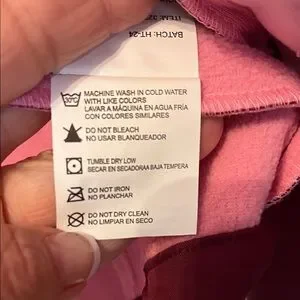 BATCH: HT-24
30°C
MACHINE WASH IN COLD WATER
WITH LIKE COLORS
LAVAR A MÁQUINA EN AGUA FRÍA
CON COLORES SIMILARES
DO NOT BLEACH
NO USAR BLANQUEADOR
TUMBLE DRY LOW
SECAR EN SECADORAA BAJA TEMPERA
DO NOT IRON
NO PLANCHAR
DO NOT DRY CLEAN
NO LIMPIAR EN SECO